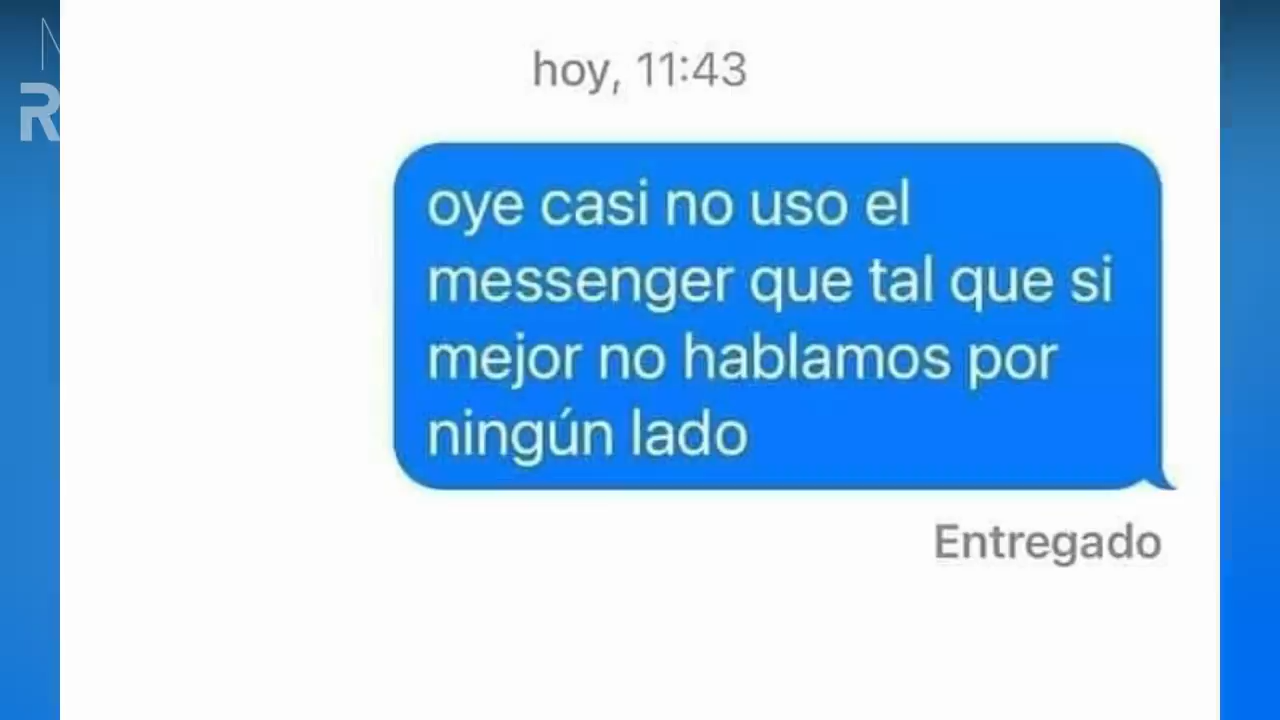 N
R
hoy, 11:43
oye casi no uso el
messenger que tal que si
mejor no hablamos por
ningún lado
Entregado